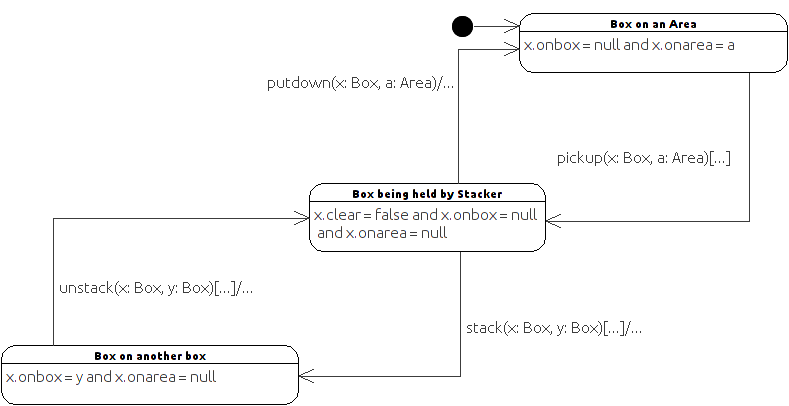 Box on an Area
x.onbox = null and x.onarea = a
putdown(x: Box, a: Area)/...
pickup(x: Box, a: Area)[...]
Box being held by Stacker
x.clear = false and x.onbox = null
and x.onarea = null
unstack(x: Box, y: Box)[...]/...
stack(x: Box, y: Box)[...]/...
Box on another box
x.onbox = y and x.onarea = null